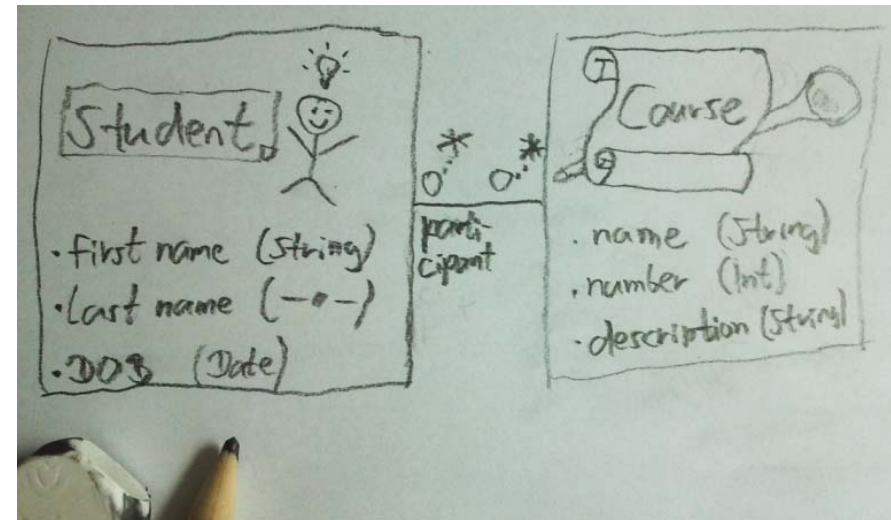 Student
· first name (String)
· last name (-"-)
· DOB (Date)
0..* 0..*
parti-
cipant
Course
· name (String)
· number (Int)
· description (String)